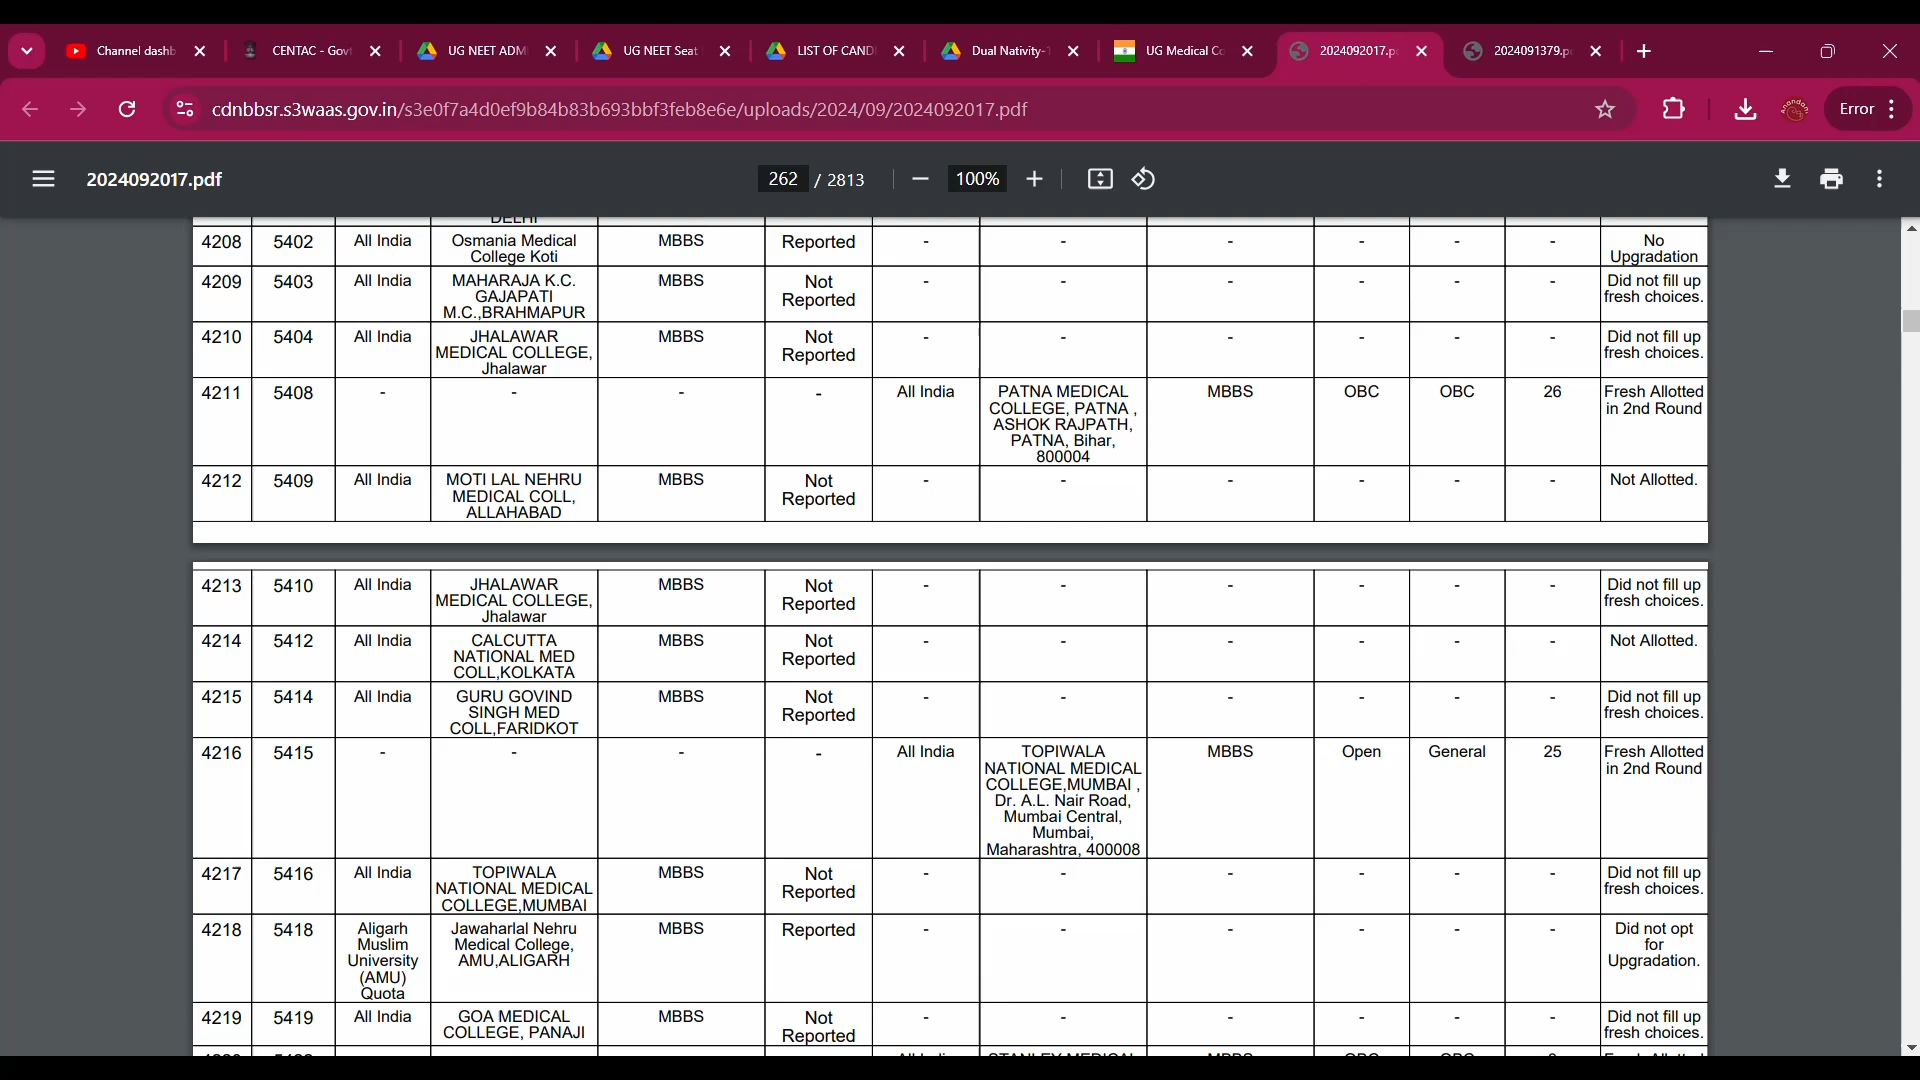 Channel dashb
CENTAC - Govt
UG NEET ADM
UG NEET Seat
LIST OF CAND
Dual Nativity-
UG Medical Co
2024092017.p
2024091379.p
cdnbbsr.s3waas.gov.in/s3e0f7a4d0ef9b84b83b693bbf3feb8e6e/uploads/2024/09/2024092017.pdf
Error
2024092017.pdf
262 / 2813
100%
DELHI
4208 5402 All India Osmania Medical MBBS Reported - - - - - - No
College Koti Upgradation
4209 5403 All India MAHARAJA K.C. MBBS Not - - - - - - Did not fill up
GAJAPATI Reported fresh choices.
M.C.,BRAHMAPUR
4210 5404 All India JHALAWAR MBBS Not - - - - - - Did not fill up
MEDICAL COLLEGE, Reported fresh choices.
Jhalawar
4211 5408 - - - - All India PATNA MEDICAL MBBS OBC OBC 26 Fresh Allotted
COLLEGE, PATNA , in 2nd Round
ASHOK RAJPATH,
PATNA, Bihar,
800004
4212 5409 All India MOTI LAL NEHRU MBBS Not - - - - - - Not Allotted.
MEDICAL COLL, Reported
ALLAHABAD
4213 5410 All India JHALAWAR MBBS Not - - - - - - Did not fill up
MEDICAL COLLEGE, Reported fresh choices.
Jhalawar
4214 5412 All India CALCUTTA MBBS Not - - - - - - Not Allotted.
NATIONAL MED Reported
COLL,KOLKATA
4215 5414 All India GURU GOVIND MBBS Not - - - - - - Did not fill up
SINGH MED Reported fresh choices.
COLL,FARIDKOT
4216 5415 - - - - All India TOPIWALA MBBS Open General 25 Fresh Allotted
NATIONAL MEDICAL in 2nd Round
COLLEGE,MUMBAI ,
Dr. A.L. Nair Road,
Mumbai Central,
Mumbai,
Maharashtra, 400008
4217 5416 All India TOPIWALA MBBS Not - - - - - - Did not fill up
NATIONAL MEDICAL Reported fresh choices.
COLLEGE,MUMBAI
4218 5418 Aligarh Jawaharlal Nehru MBBS Reported - - - - - - Did not opt
Muslim Medical College, for
University AMU,ALIGARH Upgradation.
(AMU)
Quota
4219 5419 All India GOA MEDICAL MBBS Not - - - - - - Did not fill up
COLLEGE, PANAJI Reported fresh choices.
All India STANLEY MEDICAL MBBS OBC OBC Fresh Allotted